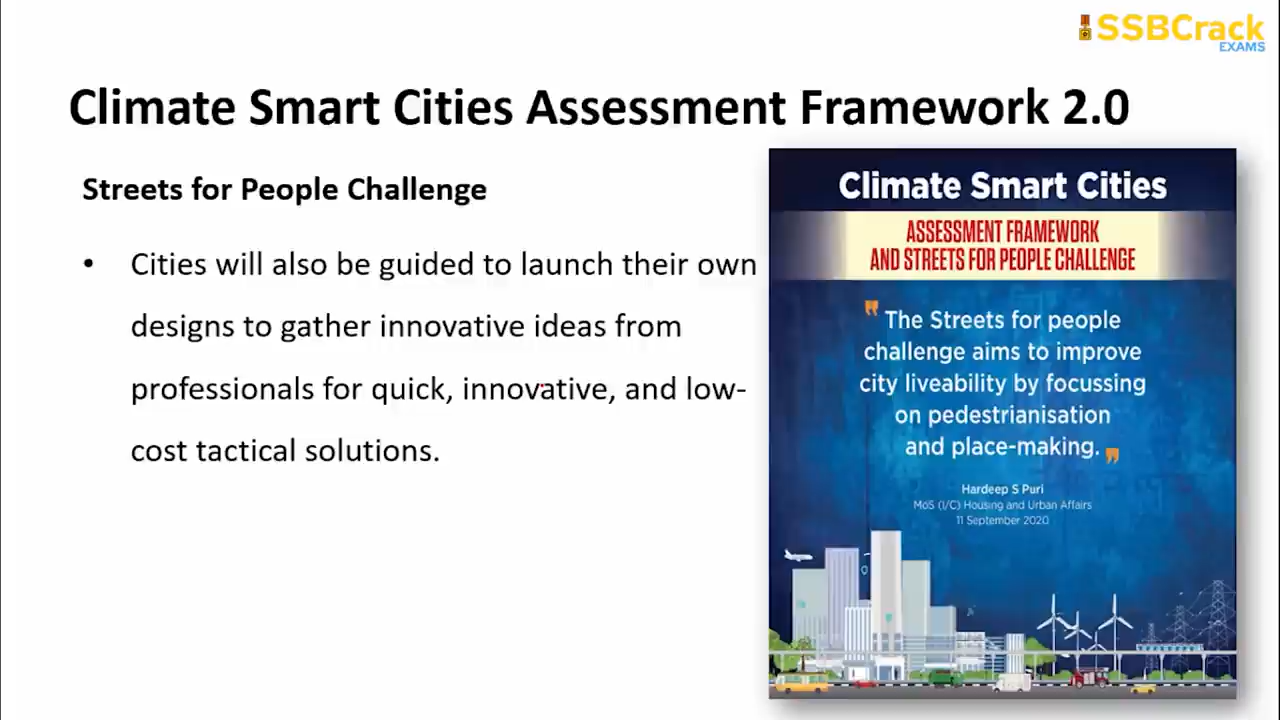 SSBCrack
EXAMS
Climate Smart Cities Assessment Framework 2.0
Streets for People Challenge
• Cities will also be guided to launch their own
designs to gather innovative ideas from
professionals for quick, innovative, and low-
cost tactical solutions.
Climate Smart Cities
ASSESSMENT FRAMEWORK
AND STREETS FOR PEOPLE CHALLENGE
" The Streets for people
challenge aims to improve
city liveability by focussing
on pedestrianisation
and place-making. "
Hardeep S Puri
MoS (I/C) Housing and Urban Affairs
11 September 2020